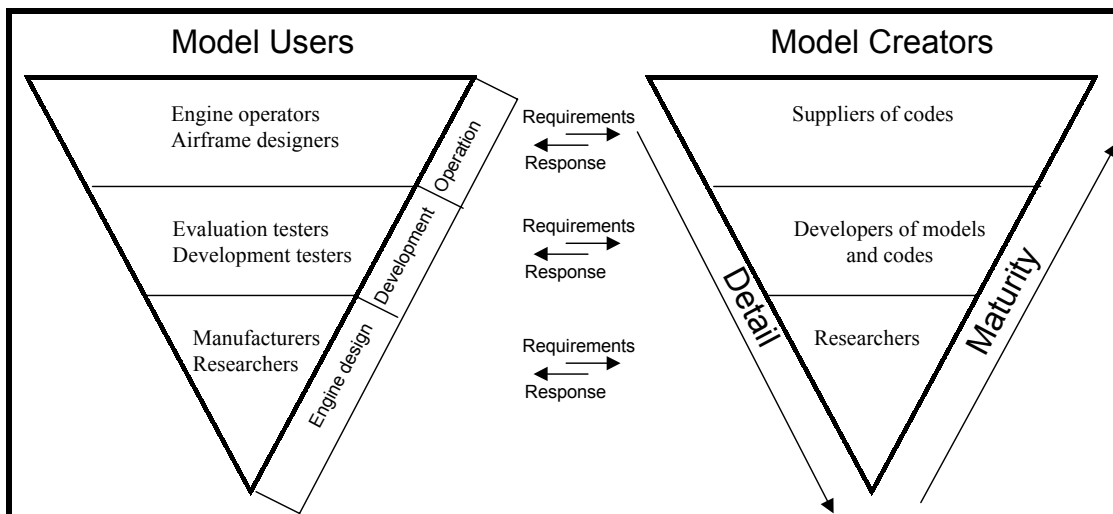 Model Users
Model Creators
Engine operators
Airframe designers
Operation
Requirements
Response
Suppliers of codes
Evaluation testers
Development testers
Development
Requirements
Response
Developers of models
and codes
Manufacturers
Researchers
Engine design
Requirements
Response
Researchers
Detail
Maturity